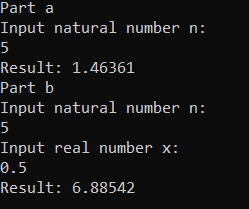 Part a
Input natural number n:
5
Result: 1.46361
Part b
Input natural number n:
5
Input real number x:
0.5
Result: 6.88542